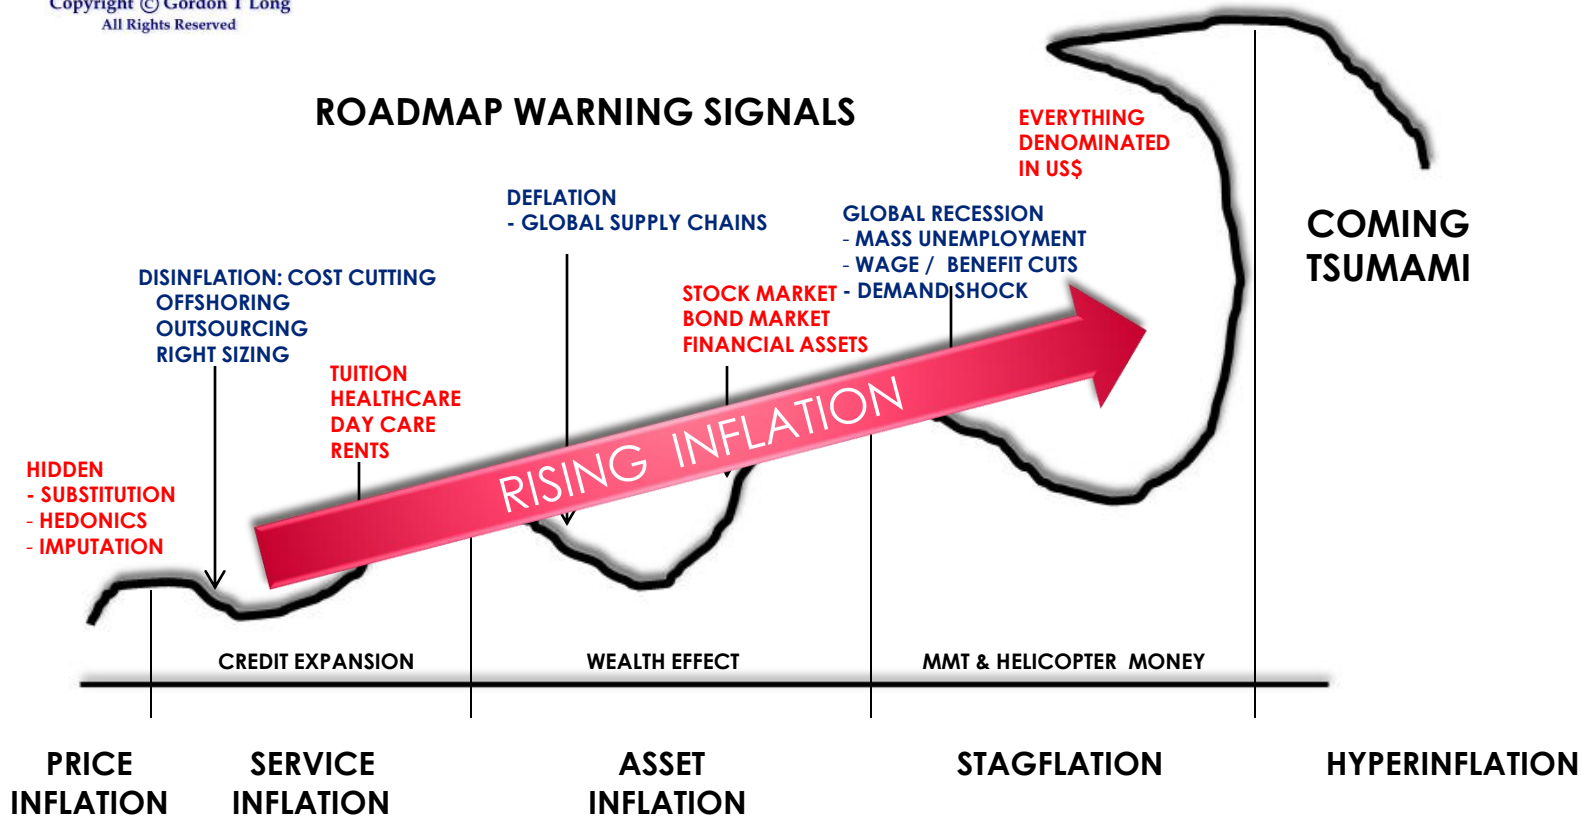 Copyright © Gordon T Long
All Rights Reserved
ROADMAP WARNING SIGNALS
EVERYTHING
DENOMINATED
IN US$
DEFLATION
- GLOBAL SUPPLY CHAINS
GLOBAL RECESSION
- MASS UNEMPLOYMENT
- WAGE / BENEFIT CUTS
- DEMAND SHOCK
COMING
TSUMAMI
DISINFLATION: COST CUTTING
OFFSHORING
OUTSOURCING
RIGHT SIZING
STOCK MARKET
BOND MARKET
FINANCIAL ASSETS
TUITION
HEALTHCARE
DAY CARE
RENTS
RISING INFLATION
HIDDEN
- SUBSTITUTION
- HEDONICS
- IMPUTATION
CREDIT EXPANSION
WEALTH EFFECT
MMT & HELICOPTER MONEY
PRICE
INFLATION
SERVICE
INFLATION
ASSET
INFLATION
STAGFLATION
HYPERINFLATION